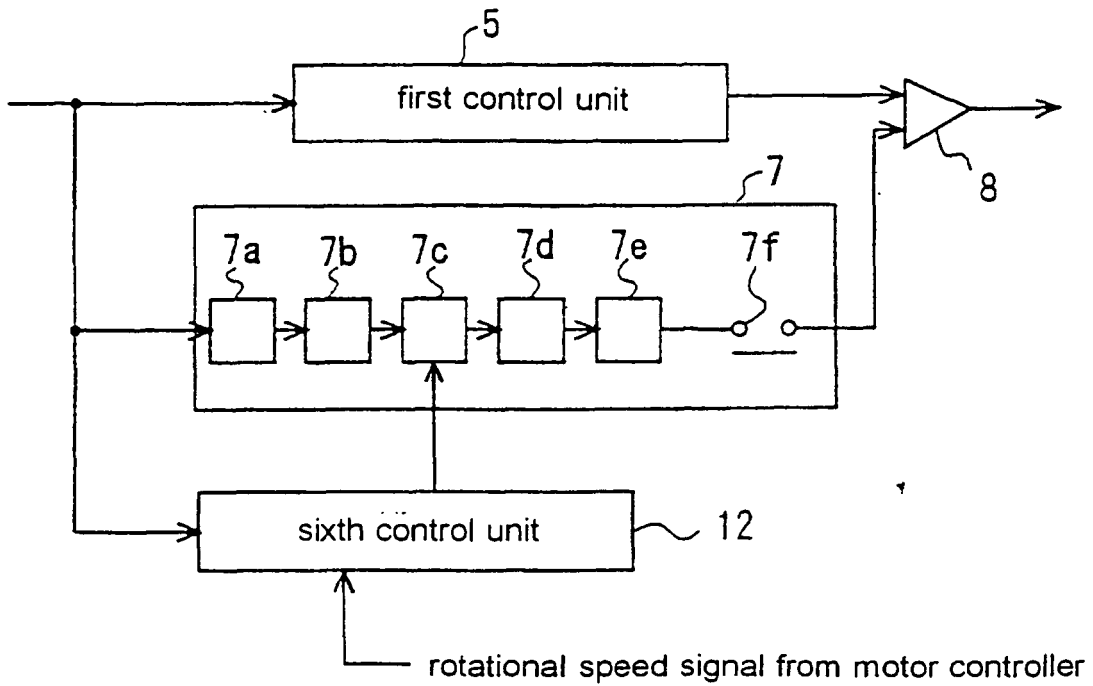 5
first control unit
8
7
7a
7b
7c
7d
7e
7f
sixth control unit
12
rotational speed signal from motor controller